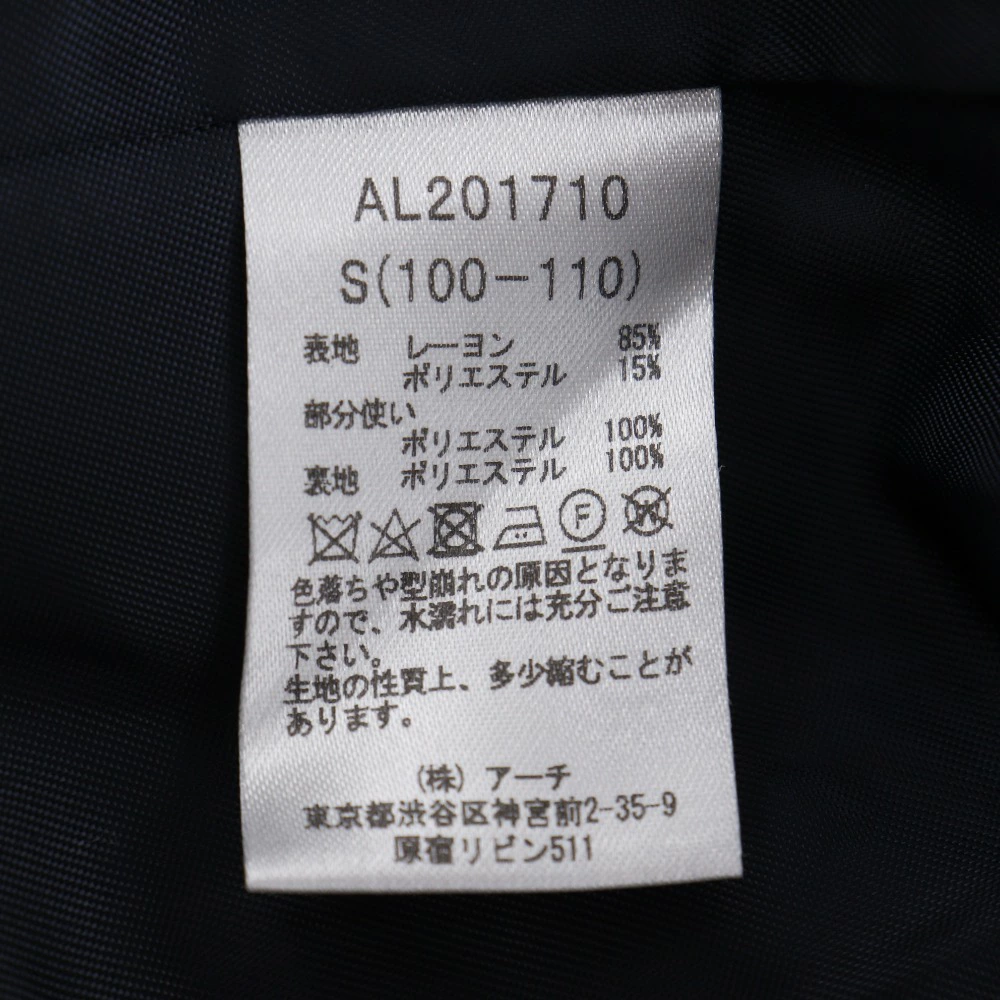 AL201710
S(100-110)
表地 レーヨン 85%
ポリエステル 15%
部分使い
ポリエステル 100%
裏地 ポリエステル 100%
F W
色落ちや型崩れの原因となりま
すので、水濡れには充分ご注意
下さい。
生地の性質上、多少縮むことが
あります。
(株) アーチ
東京都渋谷区神宮前2-35-9
原宿リビン511